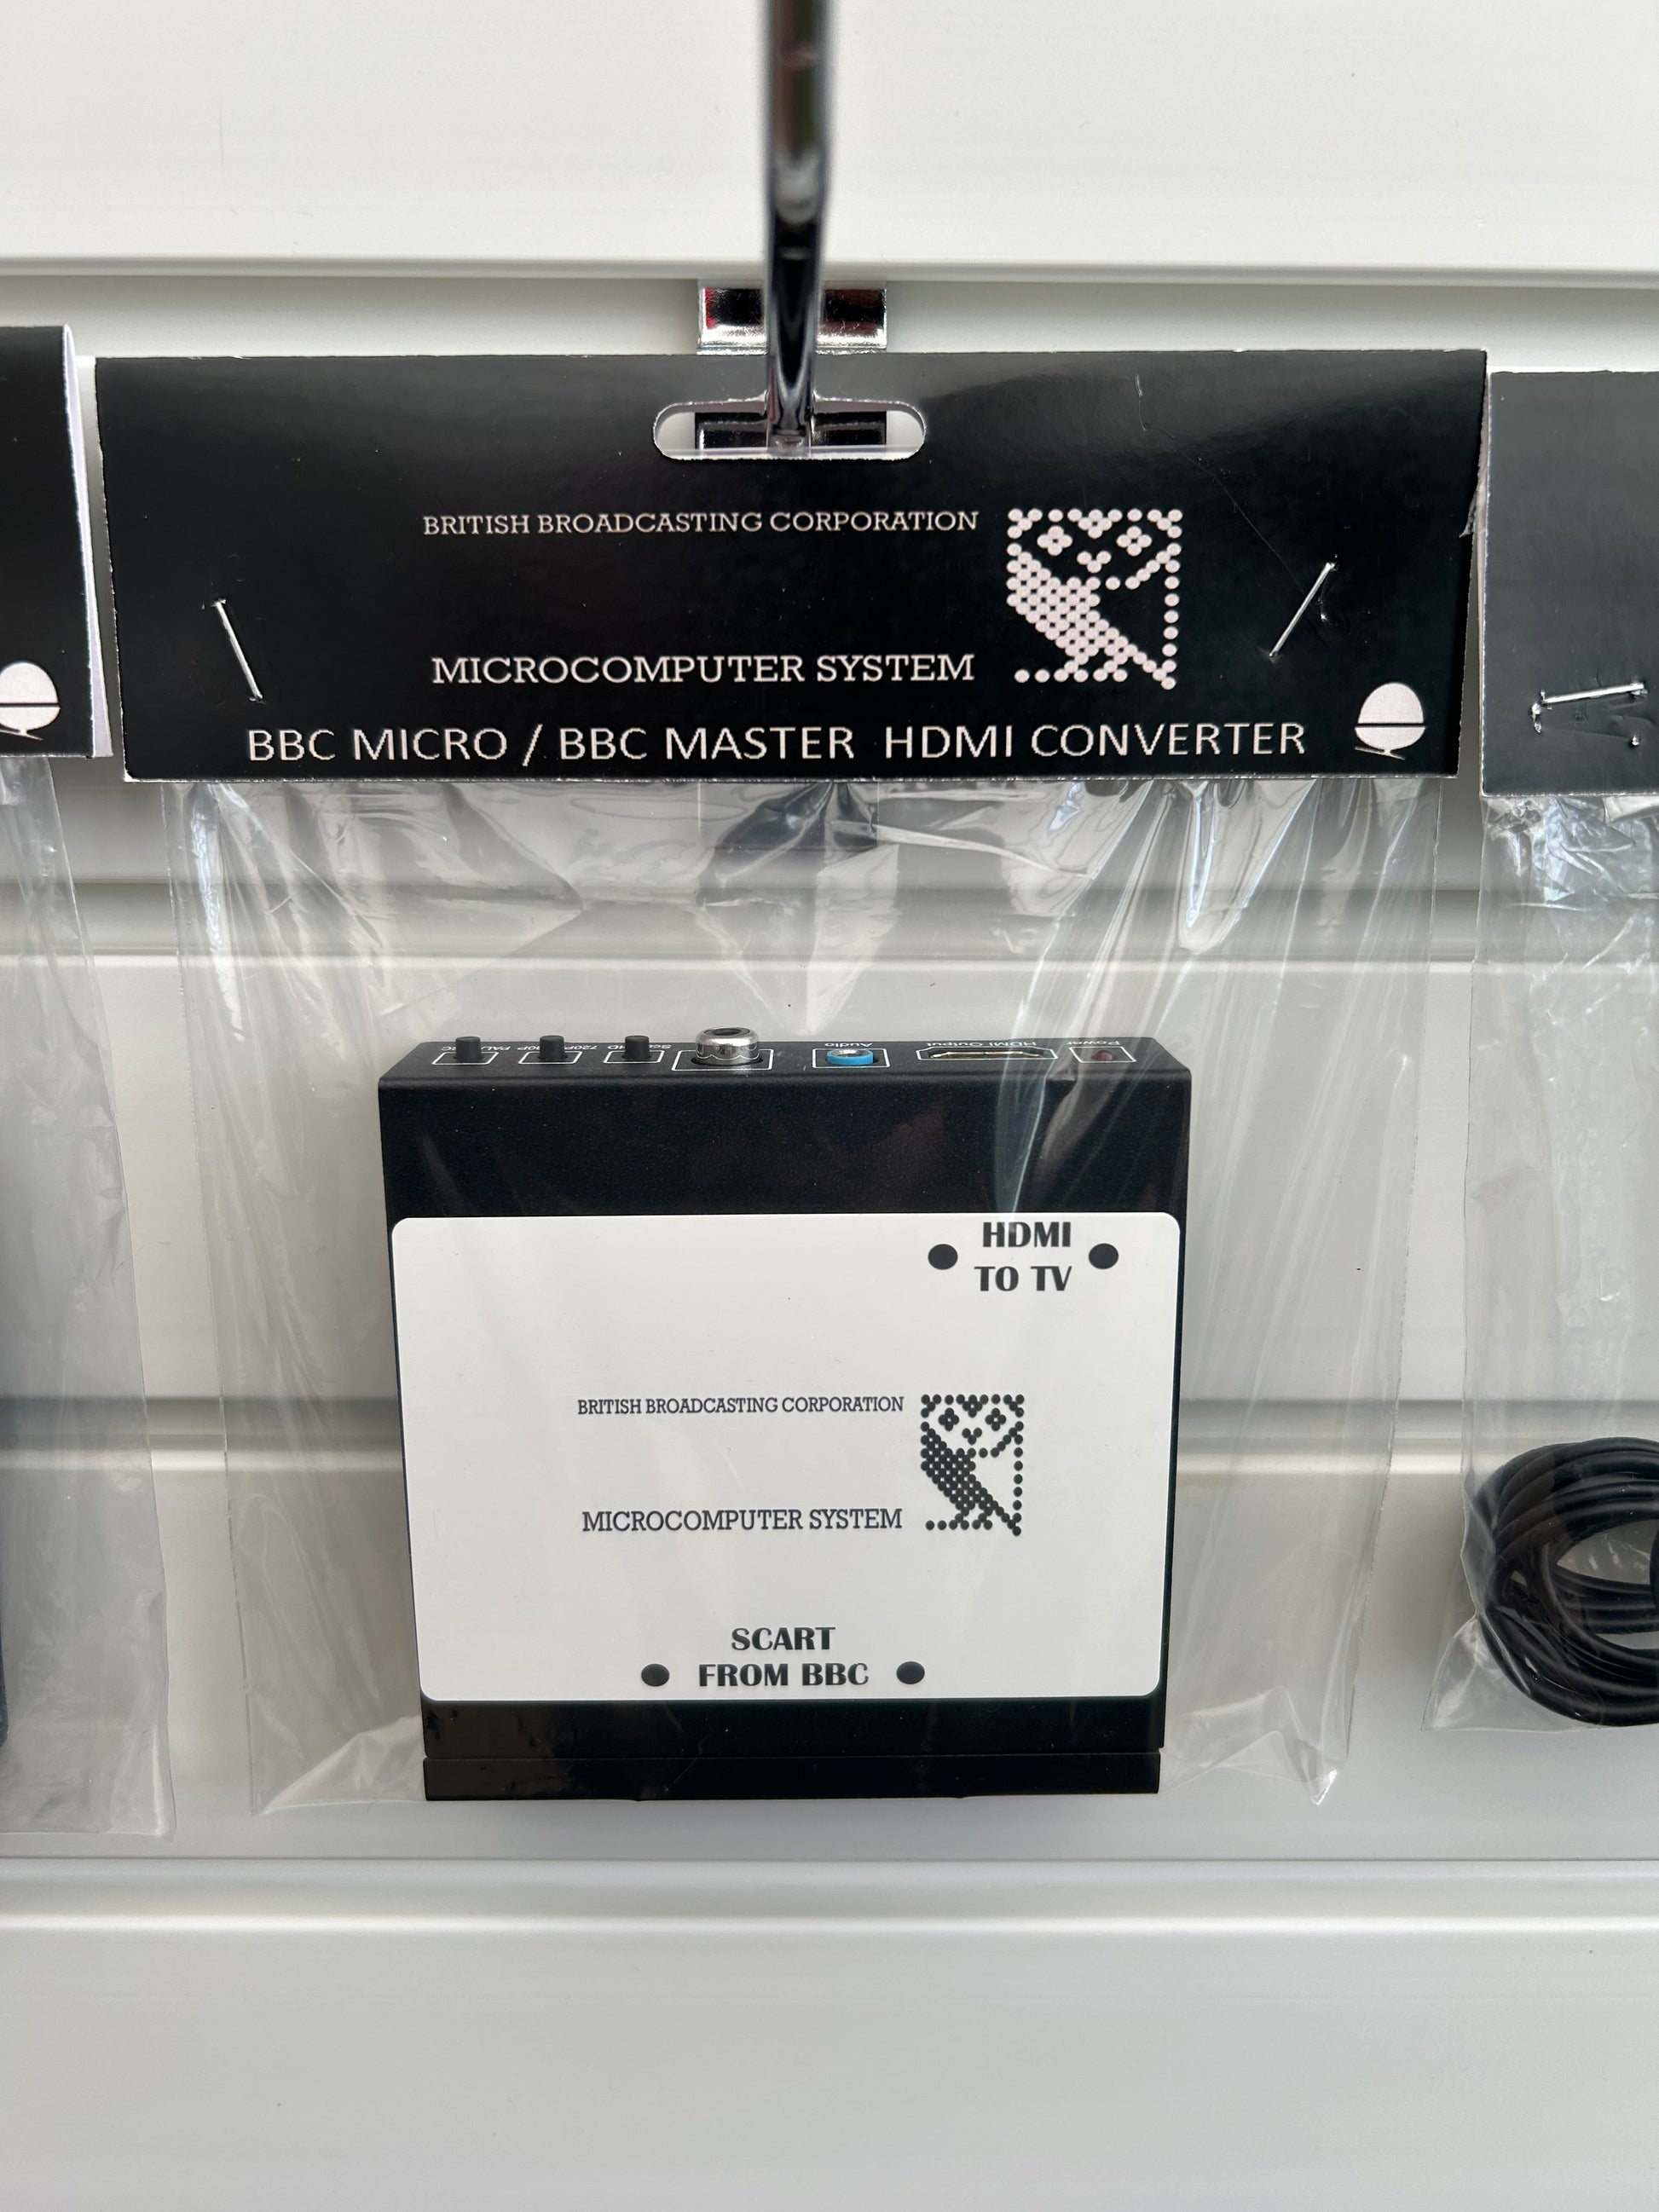 BRITISH BROADCASTING CORPORATION
MICROCOMPUTER SYSTEM
BBC MICRO / BBC MASTER HDMI CONVERTER
Audio
HDMI Output
Power
HDMI
TO TV
BRITISH BROADCASTING CORPORATION
MICROCOMPUTER SYSTEM
SCART
FROM BBC